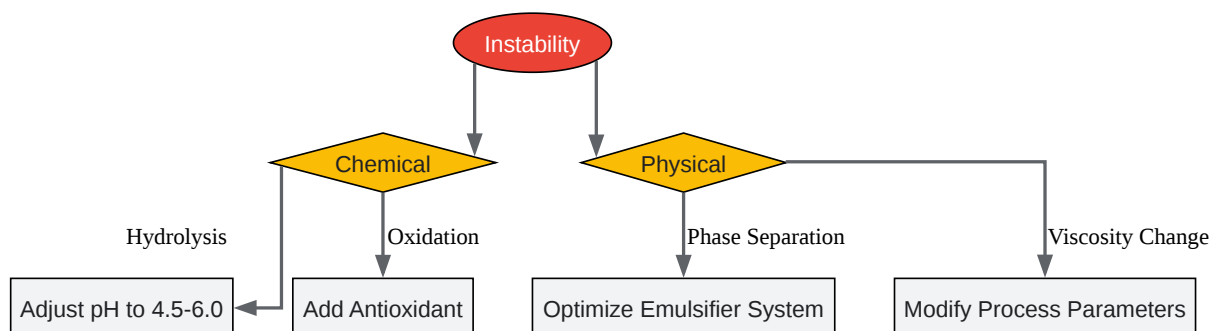 Instability
Chemical
Physical
Hydrolysis
Oxidation
Phase Separation
Viscosity Change
Adjust pH to 4.5-6.0
Add Antioxidant
Optimize Emulsifier System
Modify Process Parameters